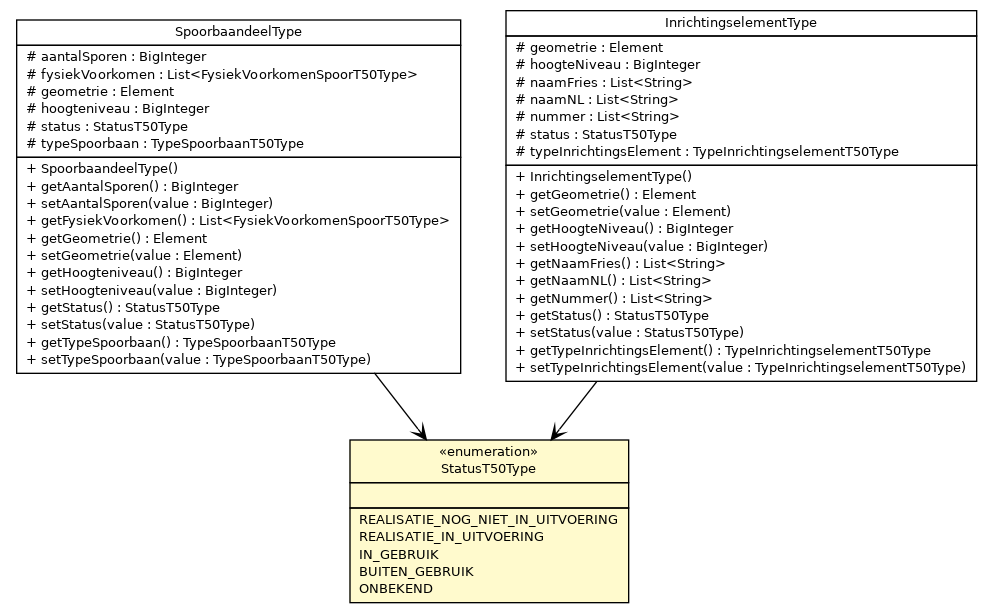 SpoorbaandeelType
# aantalSporen : BigInteger
# fysiekVoorkomen : List<FysiekVoorkomenSpoorT50Type>
# geometrie : Element
# hoogteniveau : BigInteger
# status : StatusT50Type
# typeSpoorbaan : TypeSpoorbaanT50Type
+ SpoorbaandeelType()
+ getAantalSporen() : BigInteger
+ setAantalSporen(value : BigInteger)
+ getFysiekVoorkomen() : List<FysiekVoorkomenSpoorT50Type>
+ getGeometrie() : Element
+ setGeometrie(value : Element)
+ getHoogteniveau() : BigInteger
+ setHoogteniveau(value : BigInteger)
+ getStatus() : StatusT50Type
+ setStatus(value : StatusT50Type)
+ getTypeSpoorbaan() : TypeSpoorbaanT50Type
+ setTypeSpoorbaan(value : TypeSpoorbaanT50Type)
InrichtingselementType
# geometrie : Element
# hoogteNiveau : BigInteger
# naamFries : List<String>
# naamNL : List<String>
# nummer : List<String>
# status : StatusT50Type
# typeInrichtingsElement : TypeInrichtingselementT50Type
+ InrichtingselementType()
+ getGeometrie() : Element
+ setGeometrie(value : Element)
+ getHoogteNiveau() : BigInteger
+ setHoogteNiveau(value : BigInteger)
+ getNaamFries() : List<String>
+ getNaamNL() : List<String>
+ getNummer() : List<String>
+ getStatus() : StatusT50Type
+ setStatus(value : StatusT50Type)
+ getTypeInrichtingsElement() : TypeInrichtingselementT50Type
+ setTypeInrichtingsElement(value : TypeInrichtingselementT50Type)
«enumeration»
StatusT50Type
REALISATIE_NOG_NIET_IN_UITVOERING
REALISATIE_IN_UITVOERING
IN_GEBRUIK
BUITEN_GEBRUIK
ONBEKEND